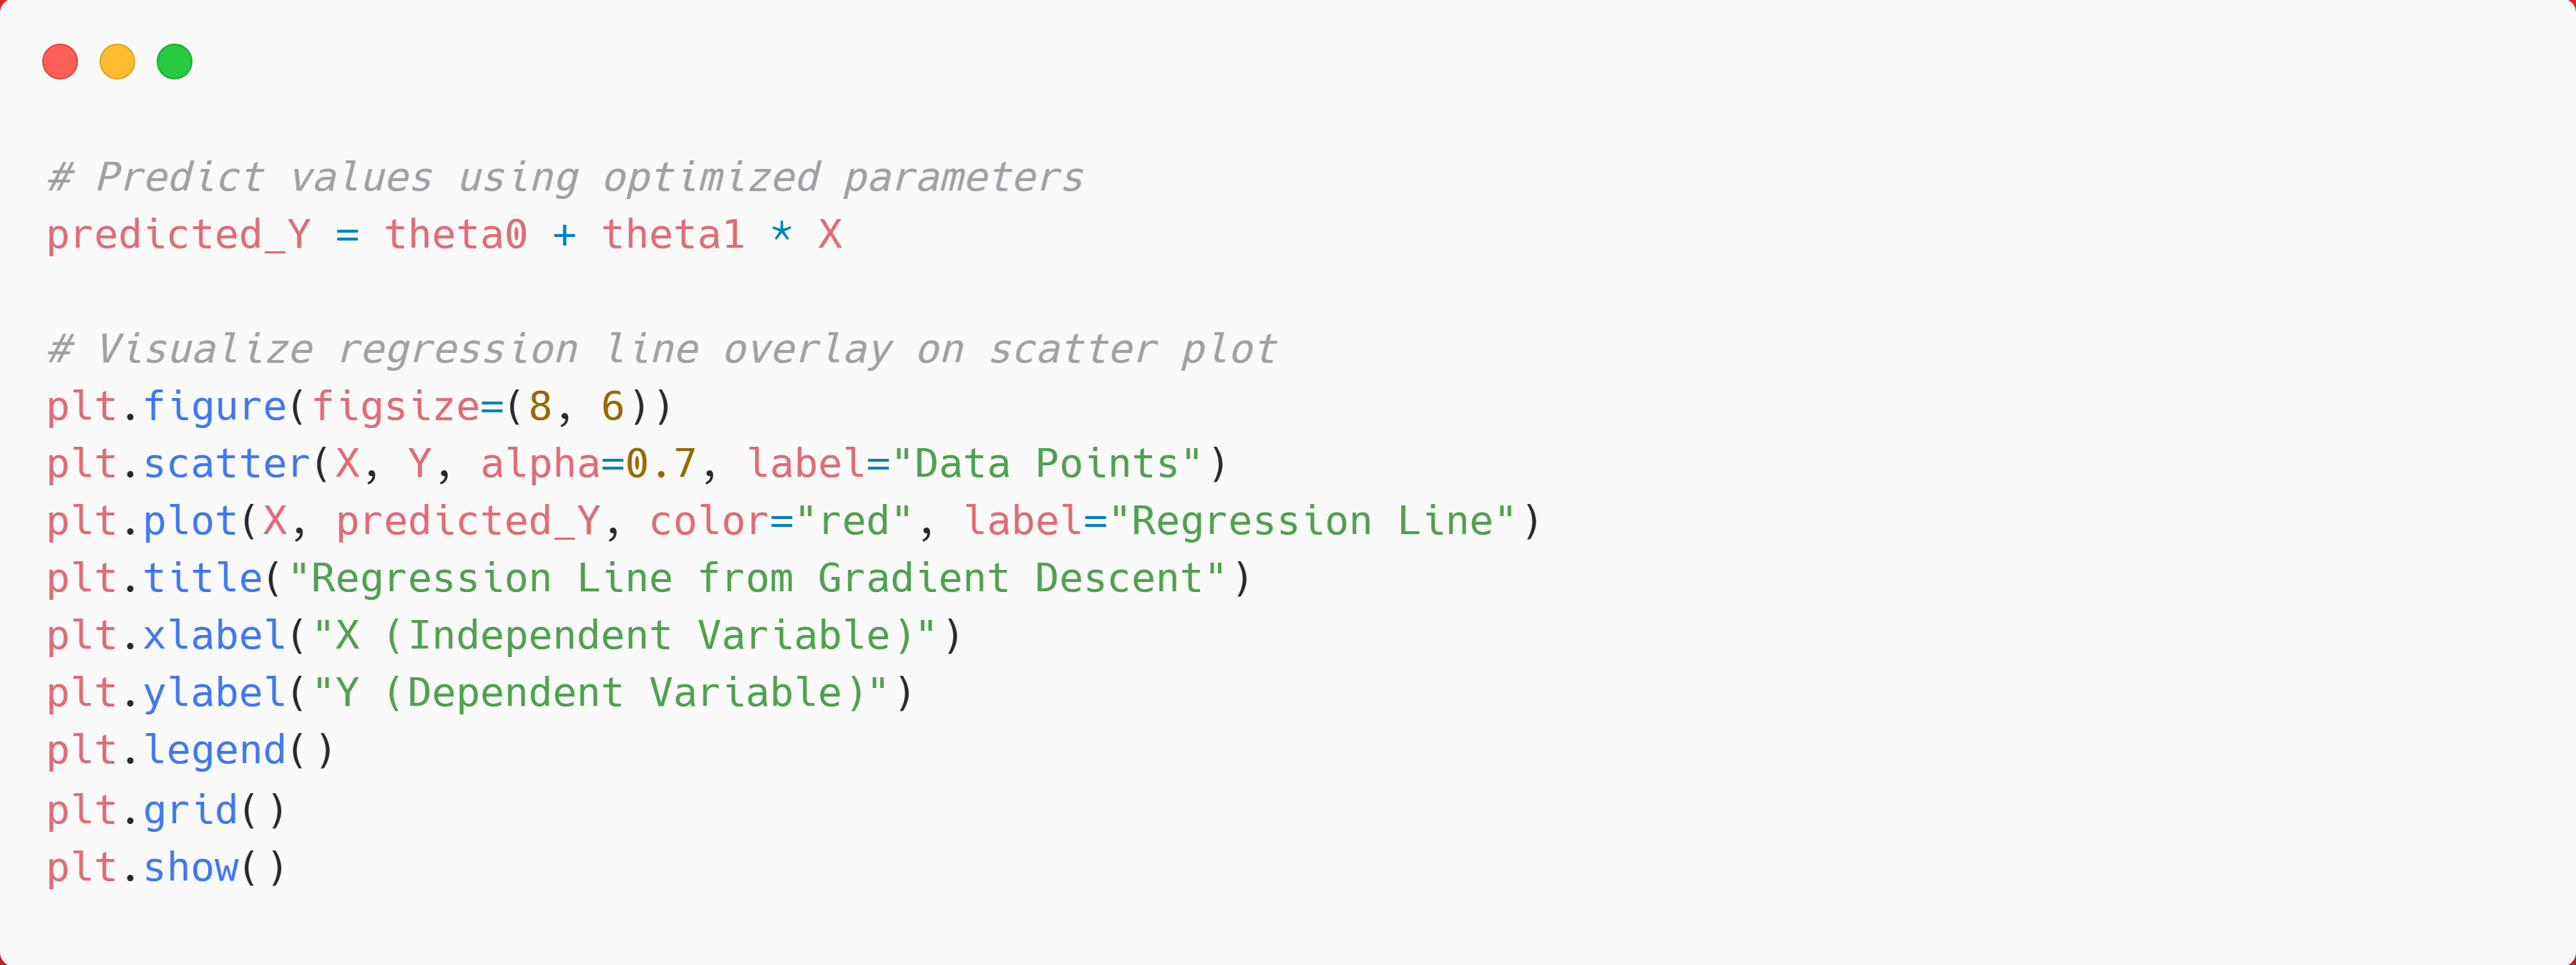 # Predict values using optimized parameters
predicted_Y = theta0 + theta1 * X
# Visualize regression line overlay on scatter plot
plt.figure(figsize=(8, 6))
plt.scatter(X, Y, alpha=0.7, label="Data Points")
plt.plot(X, predicted_Y, color="red", label="Regression Line")
plt.title("Regression Line from Gradient Descent")
plt.xlabel("X (Independent Variable)")
plt.ylabel("Y (Dependent Variable)")
plt.legend()
plt.grid()
plt.show()